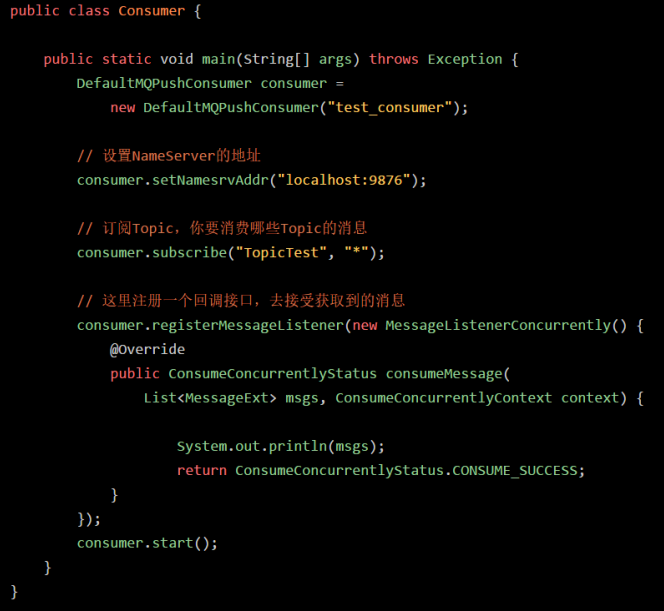 public class Consumer {
public static void main(String[] args) throws Exception {
DefaultMQPushConsumer consumer =
new DefaultMQPushConsumer("test_consumer");
// 设置NameServer的地址
consumer.setNamesrvAddr("localhost:9876");
// 订阅Topic，你要消费哪些Topic的消息
consumer.subscribe("TopicTest", "*");
// 这里注册一个回调接口，去接受获取到的消息
consumer.registerMessageListener(new MessageListenerConcurrently() {
@Override
public ConsumeConcurrentlyStatus consumeMessage(
List<MessageExt> msgs, ConsumeConcurrentlyContext context) {
System.out.println(msgs);
return ConsumeConcurrentlyStatus.CONSUME_SUCCESS;
}
});
consumer.start();
}
}